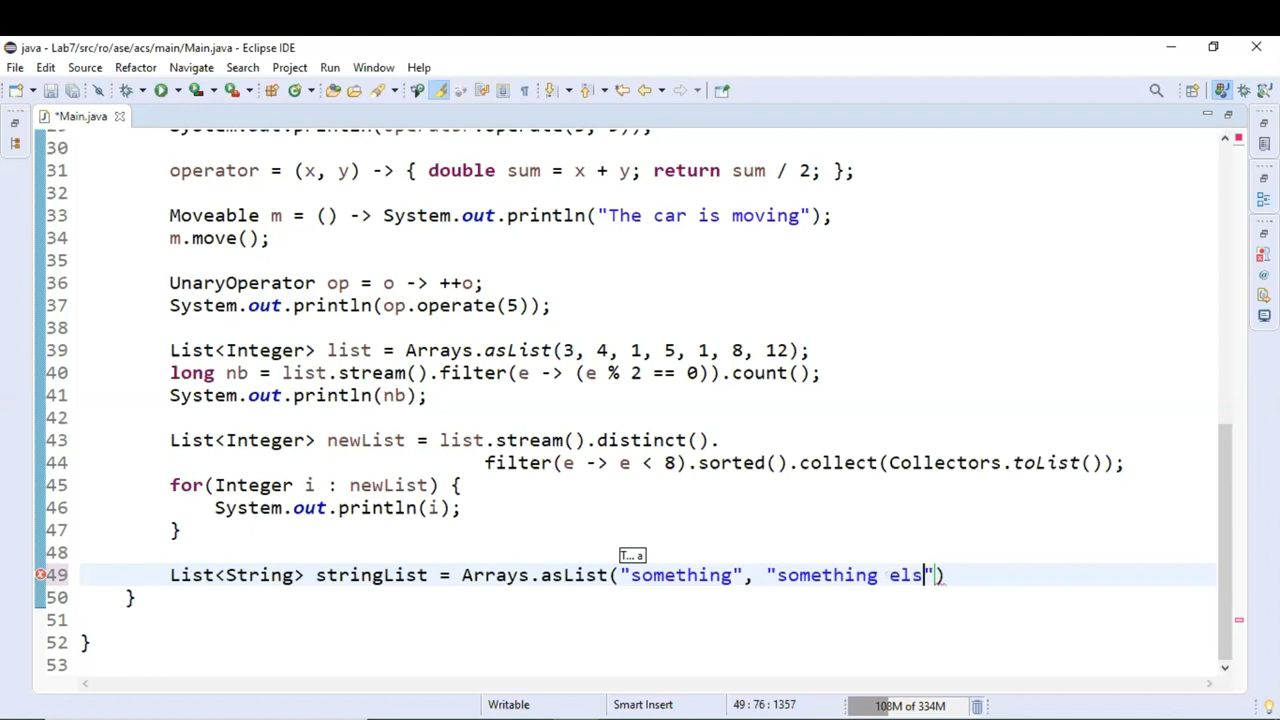 java - Lab7/src/ro/ase/acs/main/Main.java - Eclipse IDE
File Edit Source Refactor Navigate Search Project Run Window Help
*Main.java
30
31 operator = (x, y) -> { double sum = x + y; return sum / 2; };
32
33 Moveable m = () -> System.out.println("The car is moving");
34 m.move();
35
36 UnaryOperator op = o -> ++o;
37 System.out.println(op.operate(5));
38
39 List<Integer> list = Arrays.asList(3, 4, 1, 5, 1, 8, 12);
40 long nb = list.stream().filter(e -> (e % 2 == 0)).count();
41 System.out.println(nb);
42
43 List<Integer> newList = list.stream().distinct().
44 filter(e -> e < 8).sorted().collect(Collectors.toList());
45 for(Integer i : newList) {
46 System.out.println(i);
47 }
48
T... a
49 List<String> stringList = Arrays.asList("something", "something els")
50 }
51
52 }
53
Writable Smart Insert 49 : 76 : 1357 108M of 334M